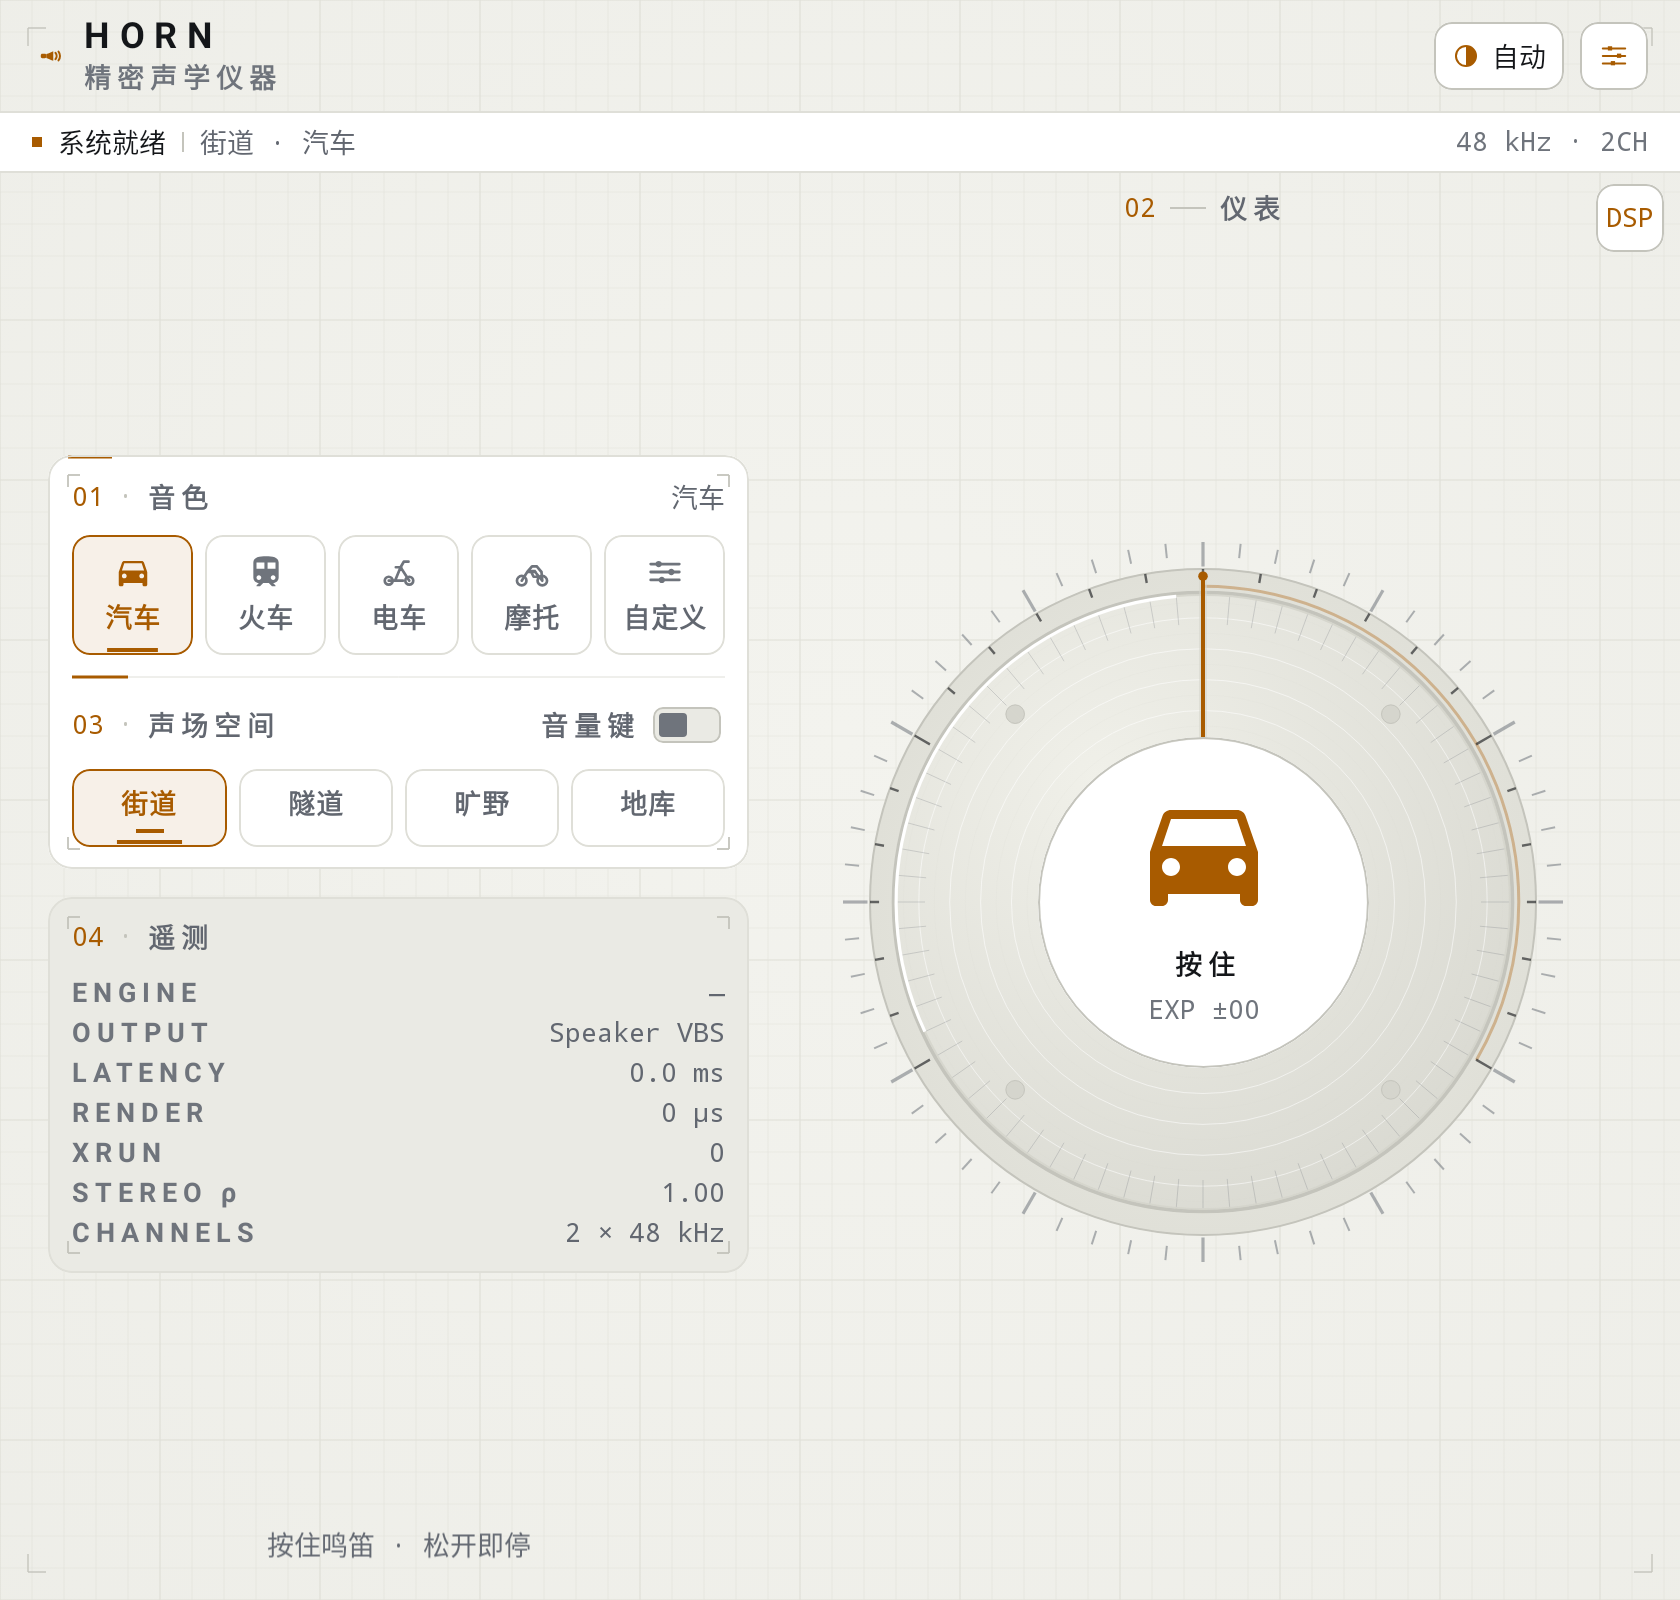 HORN
精密声学仪器
自动
系统就绪 街道 · 汽车
48 kHz · 2CH
02 仪表
DSP
01 · 音色
汽车
汽车 火车 电车 摩托 自定义
03 · 声场空间
音量键
街道 隧道 旷野 地库
04 · 遥测
ENGINE —
OUTPUT Speaker VBS
LATENCY 0.0 ms
RENDER 0 µs
XRUN 0
STEREO ρ 1.00
CHANNELS 2 × 48 kHz
按住
EXP ±00
按住鸣笛 · 松开即停